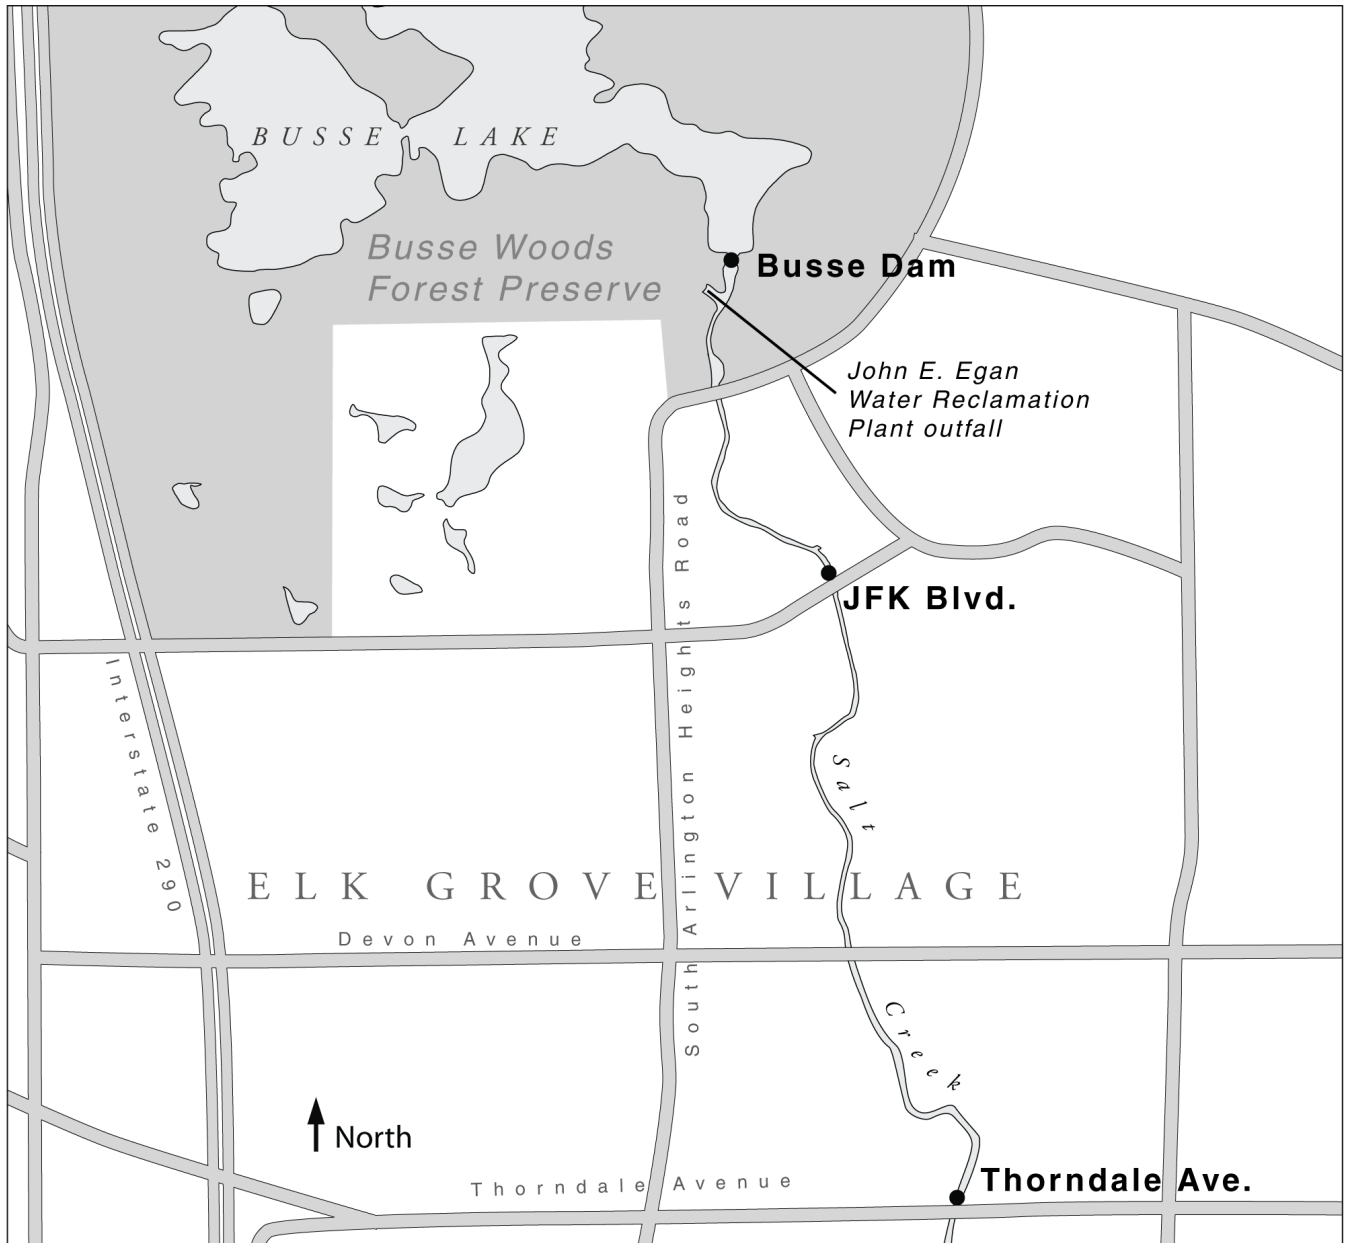 BUSSE LAKE
Busse Woods
Forest Preserve
Busse Dam
John E. Egan
Water Reclamation
Plant outfall
South Arlington Heights Road
JFK Blvd.
Interstate 290
Salt Creek
ELK GROVE VILLAGE
Devon Avenue
North
Thorndale Avenue
Thorndale Ave.